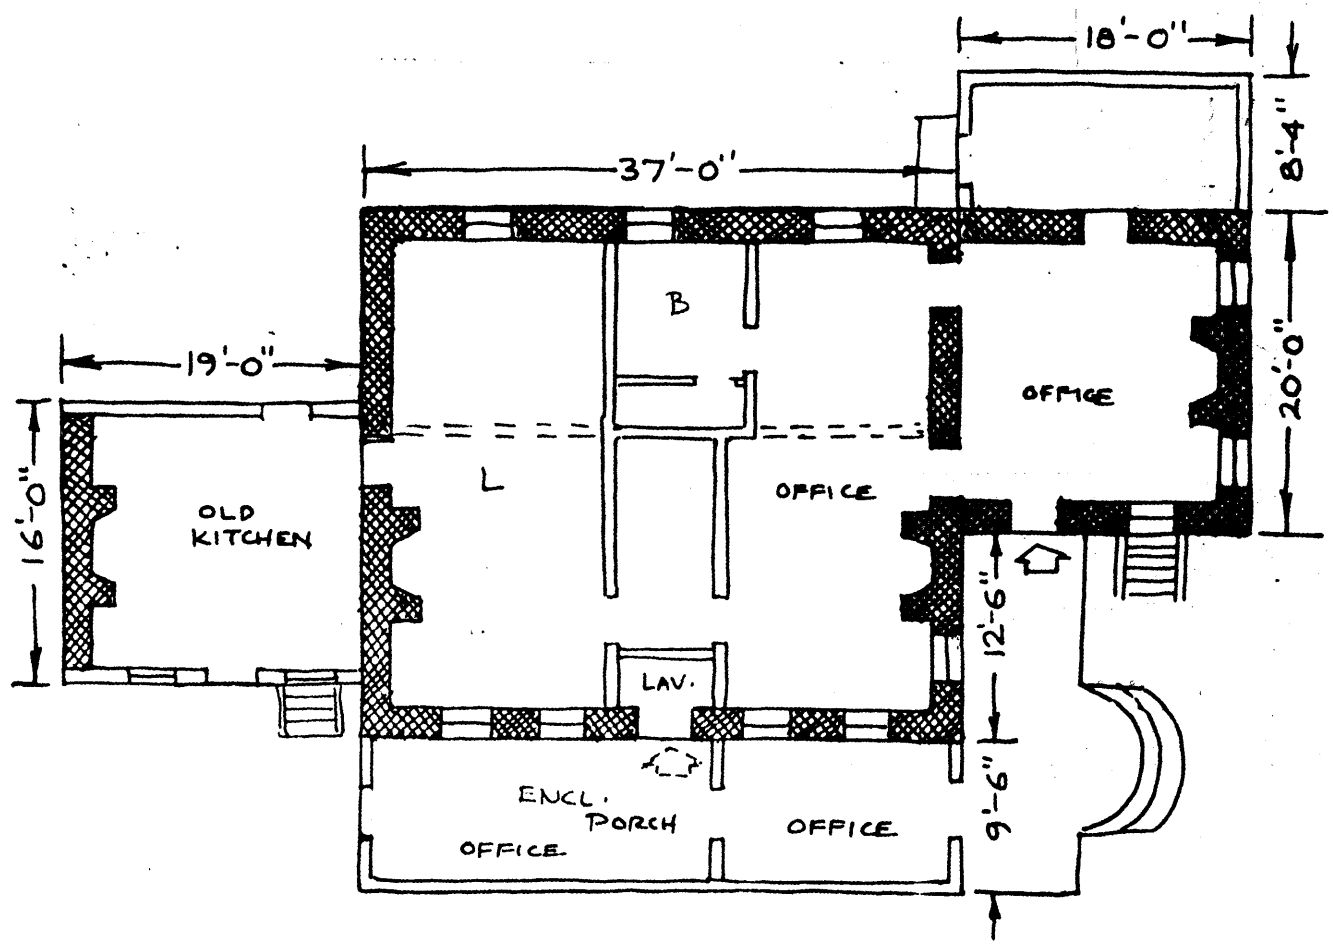 18'-0"
8'-4"
37'-0"
B
19'-0"
20'-0"
OFFICE
L
OFFICE
16'-0"
OLD
KITCHEN
12'-6"
LAV.
9'-6"
ENCL.
PORCH
OFFICE
OFFICE